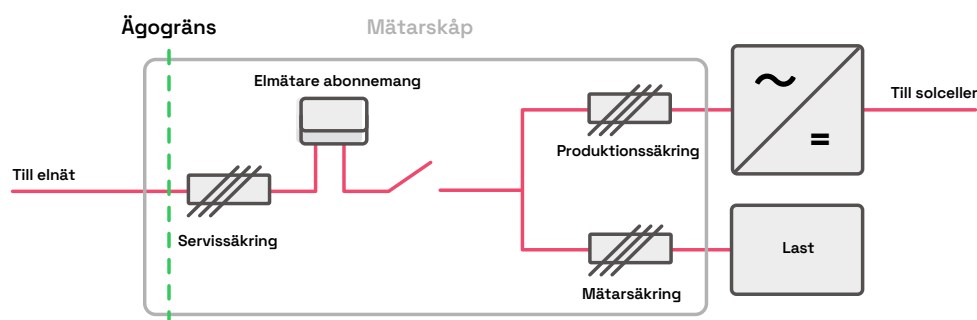 Ägogräns
Mätarskåp
Elmätare abonnemang
Till solceller
Produktionssäkring
Till elnät
Servissäkring
Last
Mätarsäkring